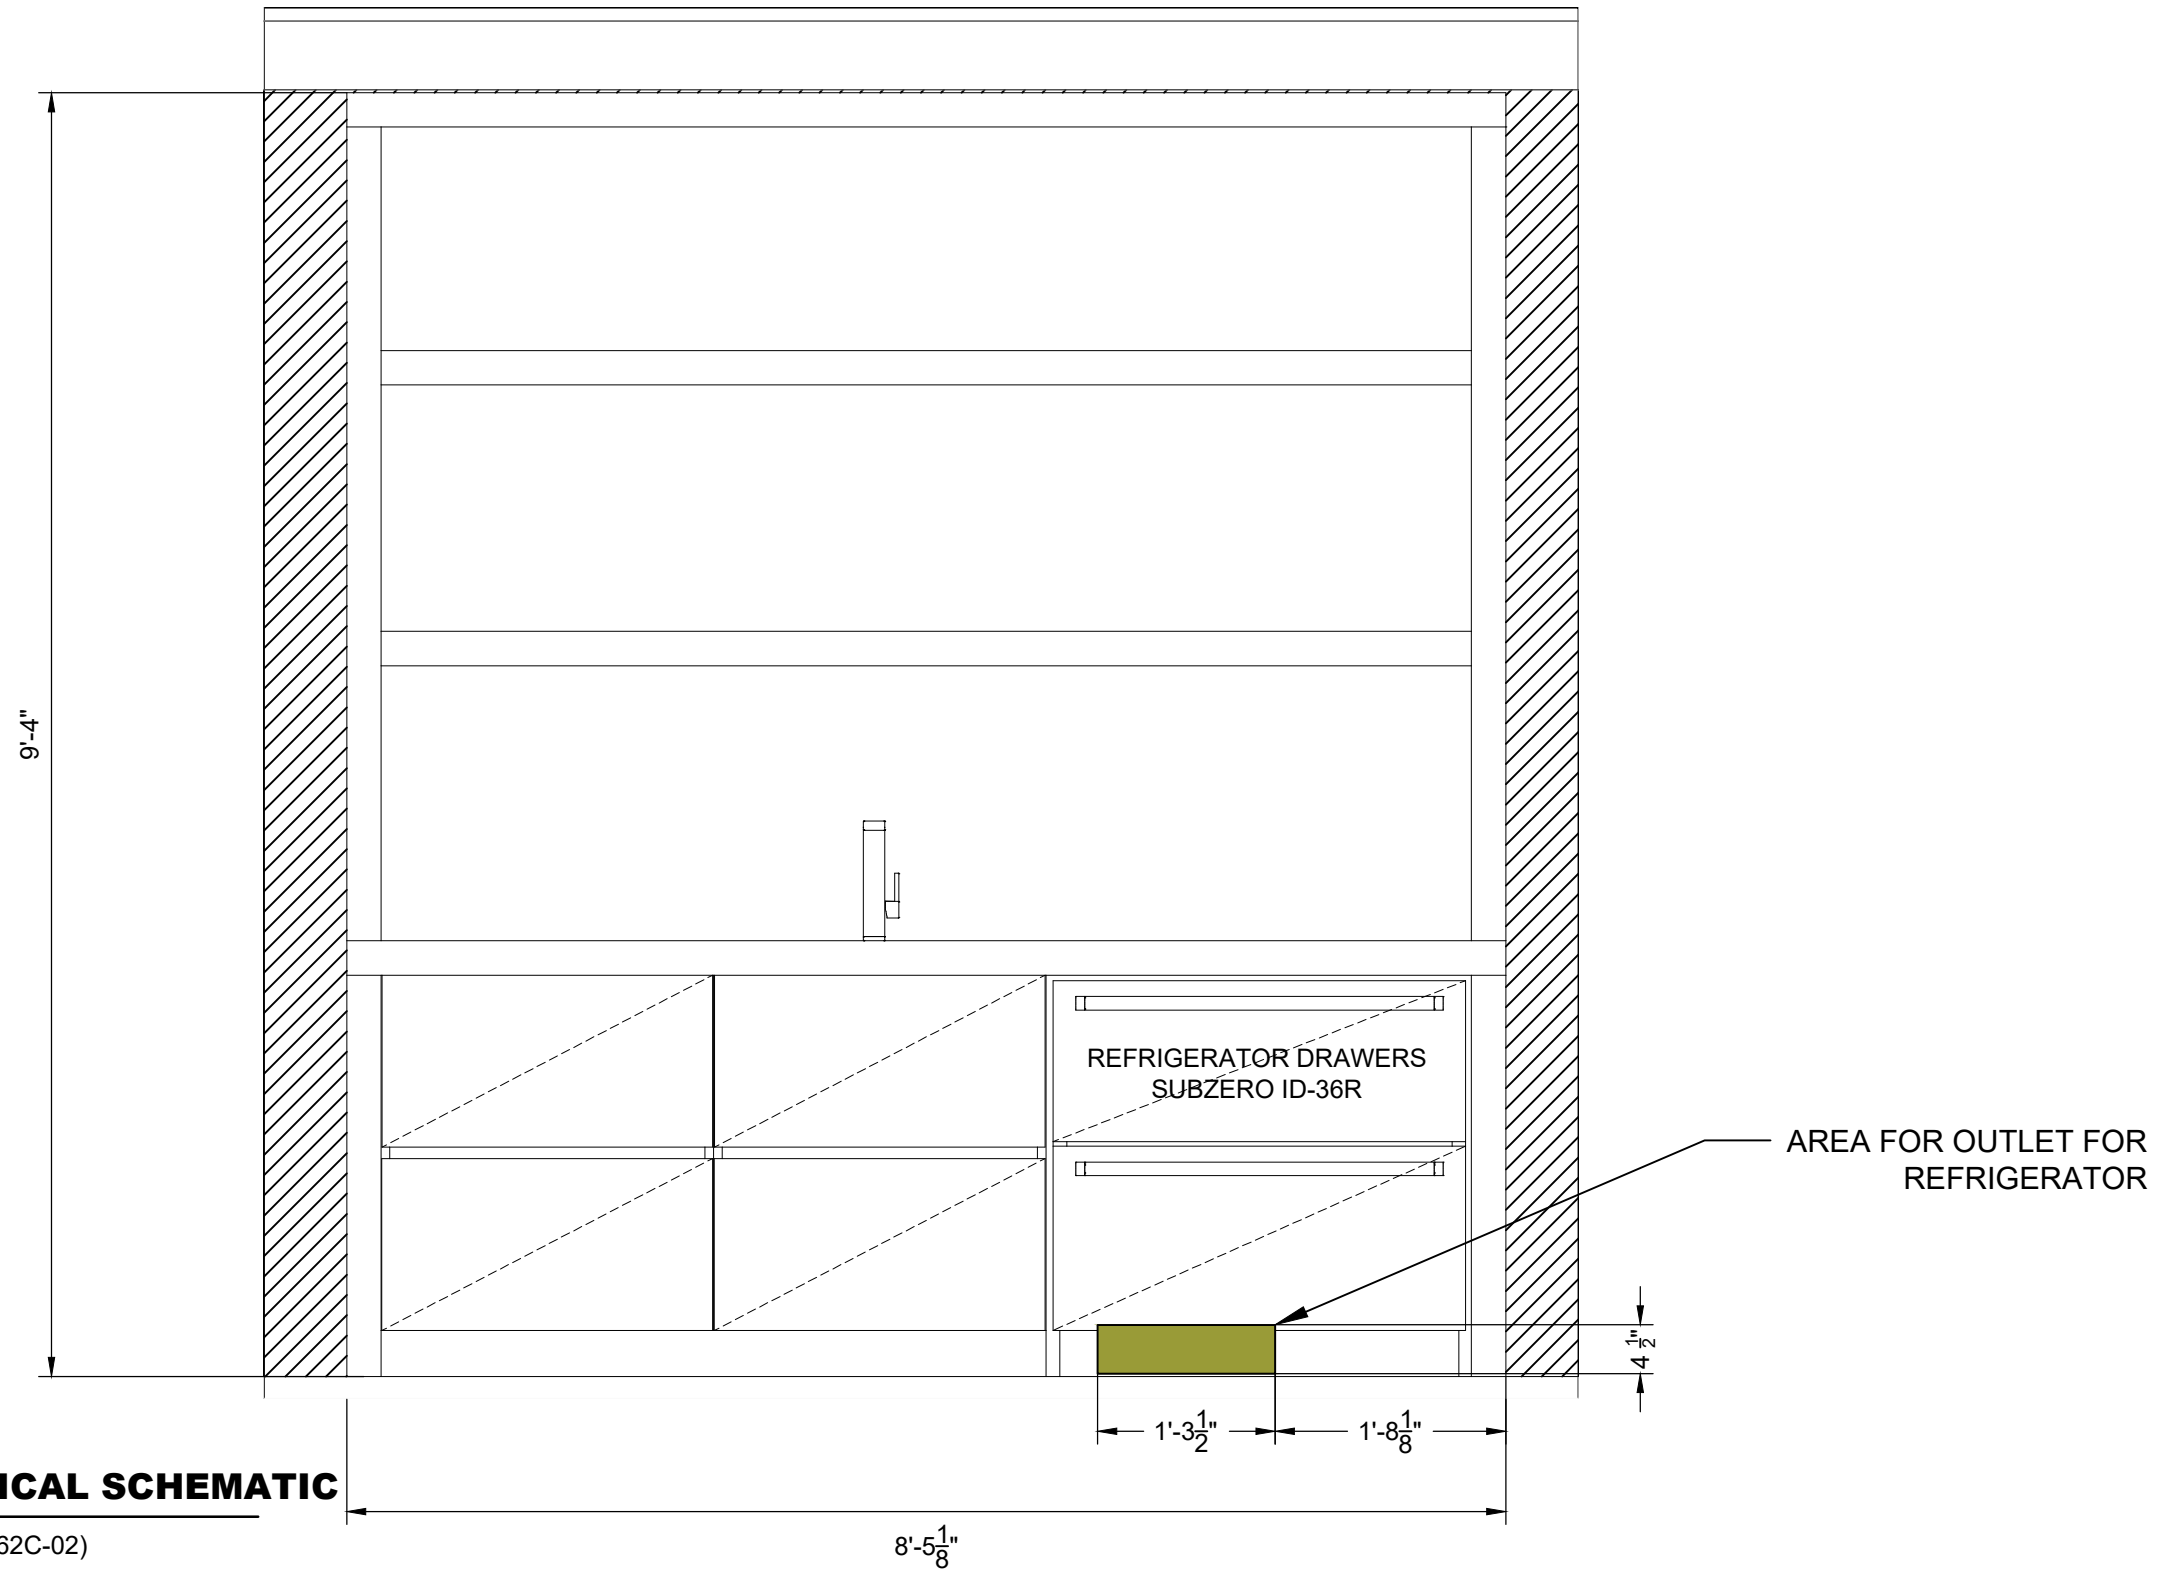 9'-4"
REFRIGERATOR DRAWERS
SUBZERO ID-36R
AREA FOR OUTLET FOR
REFRIGERATOR
4 1/2"
1'-3 1/2"
1'-8 1/8"
ICAL SCHEMATIC
62C-02)
8'-5 1/8"